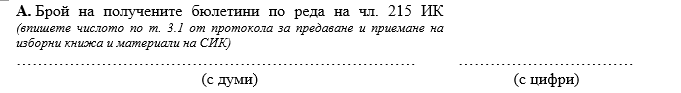 А. Брой на получените бюлетини по реда на чл. 215 ИК
(впишете числото по т. 3.1 от протокола за предаване и приемане на
изборни книжа и материали на СИК)
…………………………………………………………………… ……………………………
(с думи) (с цифри)